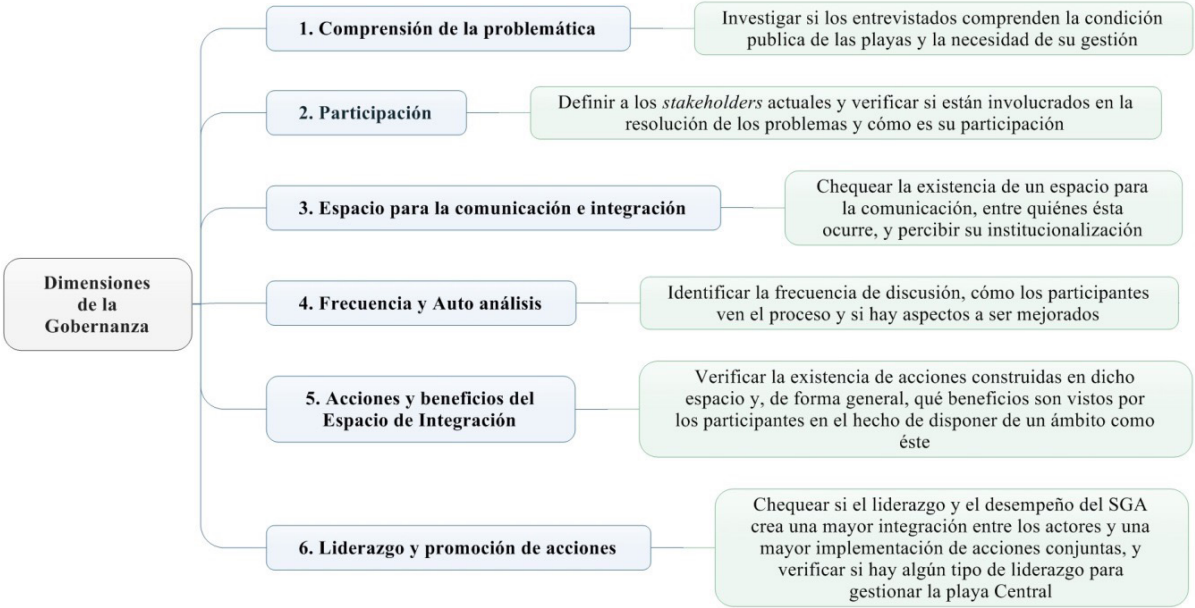 1. Comprensión de la problemática
Investigar si los entrevistados comprenden la condición
publica de las playas y la necesidad de su gestión
2. Participación
Definir a los stakeholders actuales y verificar si están involucrados en la
resolución de los problemas y cómo es su participación
3. Espacio para la comunicación e integración
Chequear la existencia de un espacio para
la comunicación, entre quiénes ésta
ocurre, y percibir su institucionalización
Dimensiones
de la
Gobernanza
4. Frecuencia y Auto análisis
Identificar la frecuencia de discusión, cómo los participantes
ven el proceso y si hay aspectos a ser mejorados
5. Acciones y beneficios del
Espacio de Integración
Verificar la existencia de acciones construidas en dicho
espacio y, de forma general, qué beneficios son vistos por
los participantes en el hecho de disponer de un ámbito como
éste
6. Liderazgo y promoción de acciones
Chequear si el liderazgo y el desempeño del SGA
crea una mayor integración entre los actores y una
mayor implementación de acciones conjuntas, y
verificar si hay algún tipo de liderazgo para
gestionar la playa Central